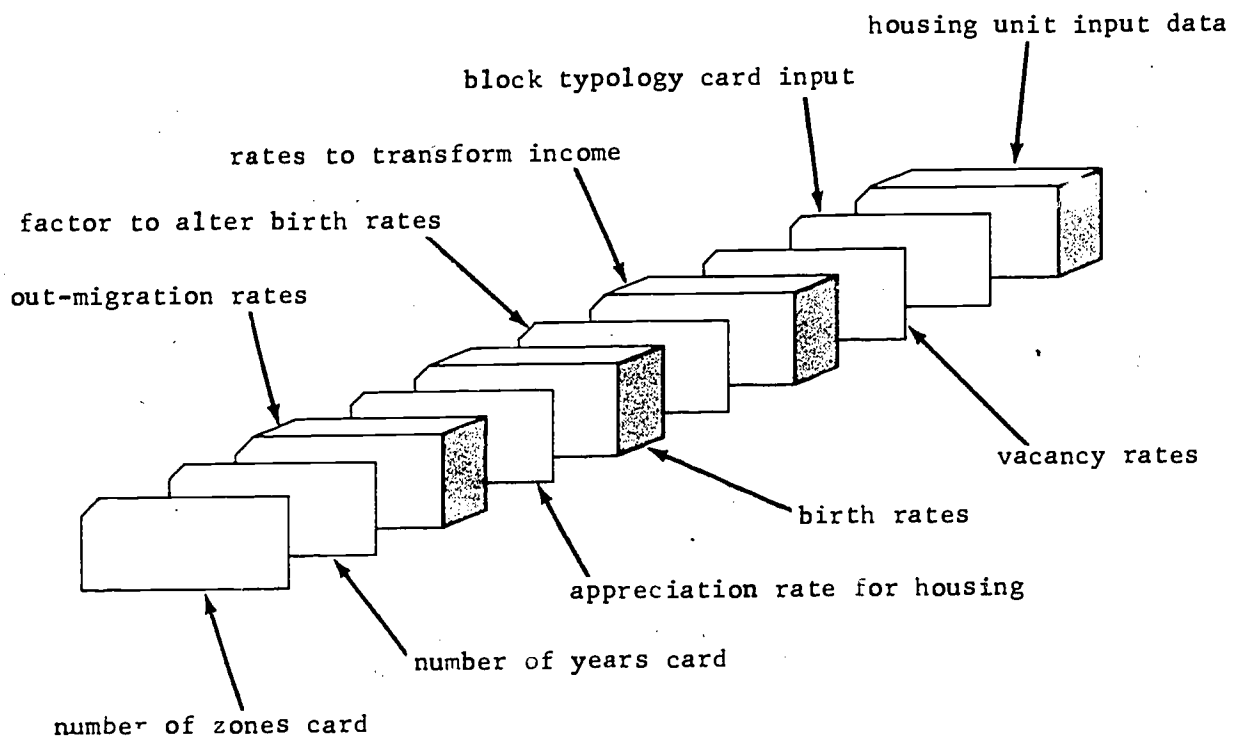 housing unit input data
block typology card input
rates to transform income
factor to alter birth rates
out-migration rates
vacancy rates
birth rates
appreciation rate for housing
number of years card
number of zones card